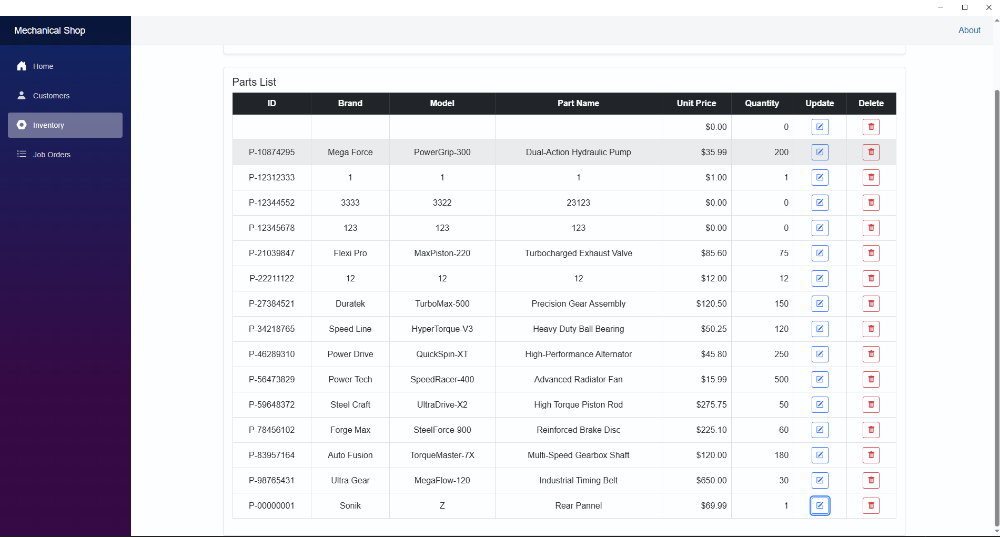 Mechanical Shop
About
Home
Customers
Inventory
Job Orders
Parts List
ID Brand Model Part Name Unit Price Quantity Update Delete
$0.00 0
P-10874295 Mega Force PowerGrip-300 Dual-Action Hydraulic Pump $35.99 200
P-12312333 1 1 1 $1.00 1
P-12344552 3333 3322 23123 $0.00 0
P-12345678 123 123 123 $0.00 0
P-21039847 Flexi Pro MaxPiston-220 Turbocharged Exhaust Valve $85.60 75
P-22211122 12 12 12 $12.00 12
P-27384521 Duratek TurboMax-500 Precision Gear Assembly $120.50 150
P-34218765 Speed Line HyperTorque-V3 Heavy Duty Ball Bearing $50.25 120
P-46289310 Power Drive QuickSpin-XT High-Performance Alternator $45.80 250
P-56473829 Power Tech SpeedRacer-400 Advanced Radiator Fan $15.99 500
P-59648372 Steel Craft UltraDrive-X2 High Torque Piston Rod $275.75 50
P-78456102 Forge Max SteelForce-900 Reinforced Brake Disc $225.10 60
P-83957164 Auto Fusion TorqueMaster-7X Multi-Speed Gearbox Shaft $120.00 180
P-98765431 Ultra Gear MegaFlow-120 Industrial Timing Belt $650.00 30
P-00000001 Sonik Z Rear Pannel $69.99 1